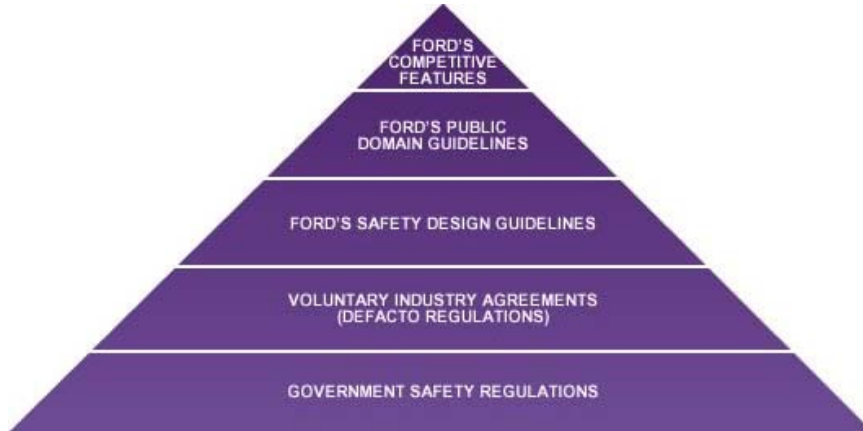 FORD'S
COMPETITIVE
FEATURES
FORD'S PUBLIC
DOMAIN GUIDELINES
FORD'S SAFETY DESIGN GUIDELINES
VOLUNTARY INDUSTRY AGREEMENTS
(DEFACTO REGULATIONS)
GOVERNMENT SAFETY REGULATIONS